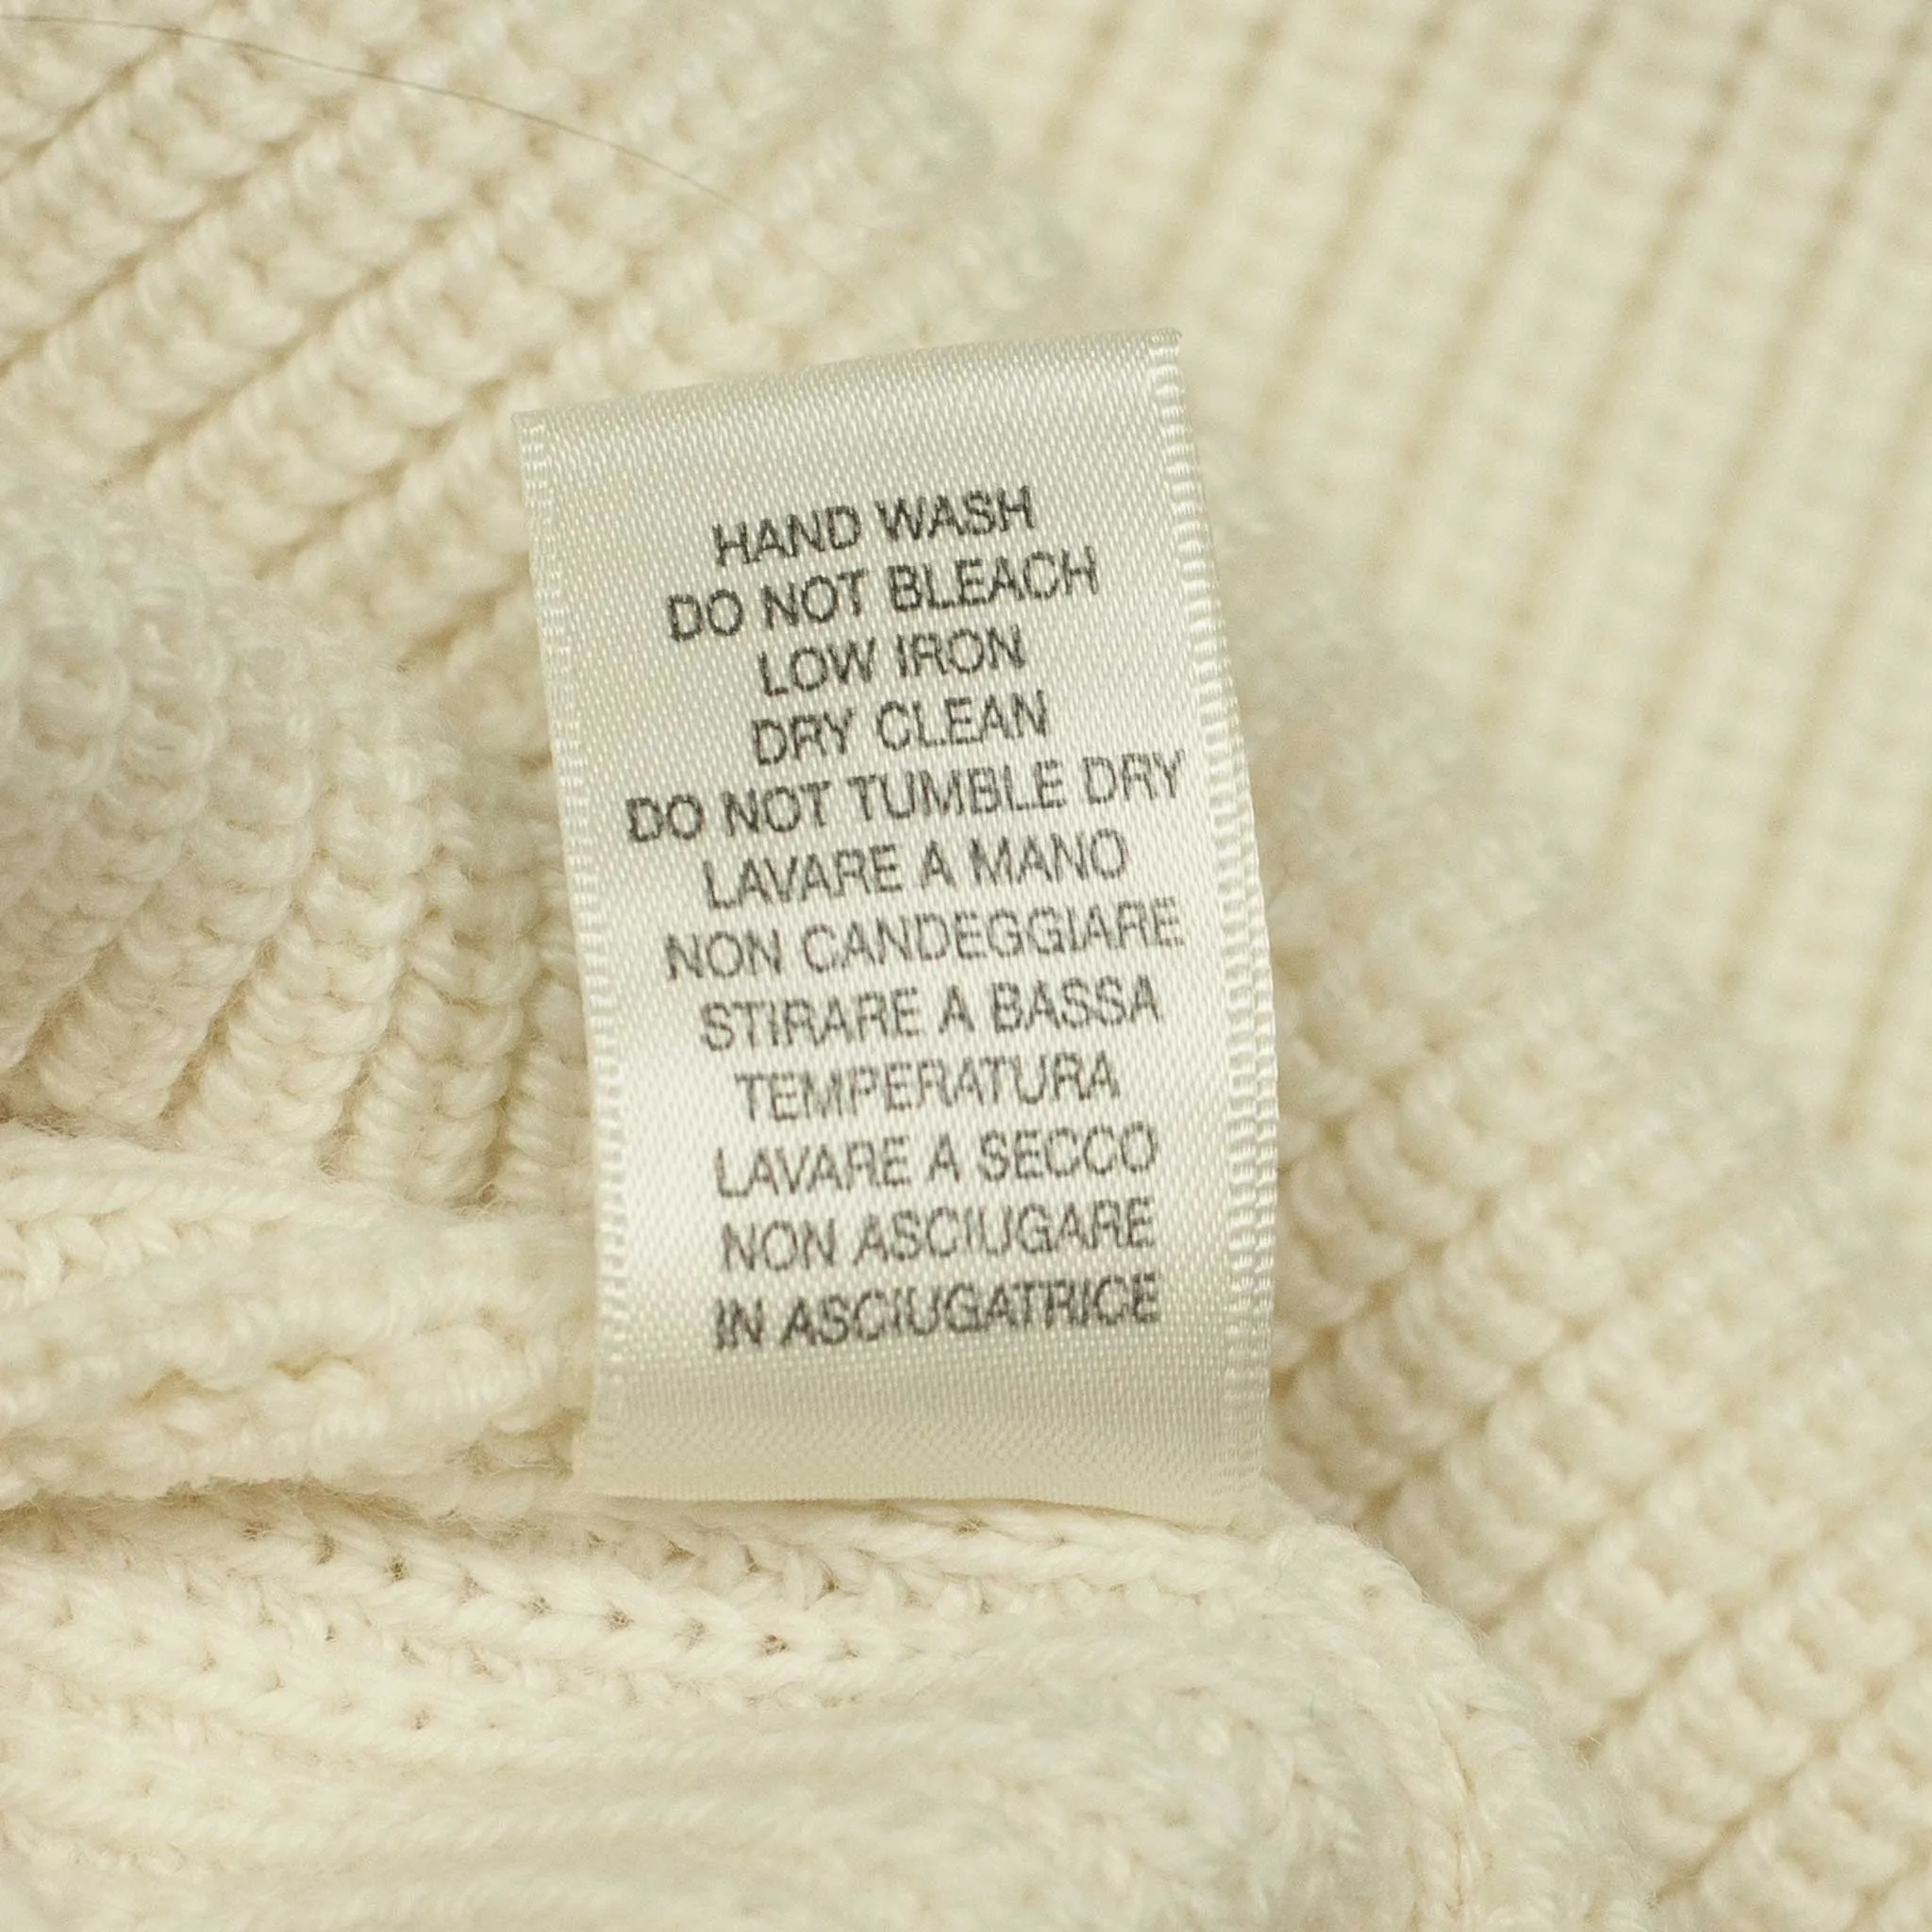 HAND WASH
DO NOT BLEACH
LOW IRON
DRY CLEAN
DO NOT TUMBLE DRY
LAVARE A MANO
NON CANDEGGIARE
STIRARE A BASSA
TEMPERATURA
LAVARE A SECCO
NON ASCIUGARE
IN ASCIUGATRICE